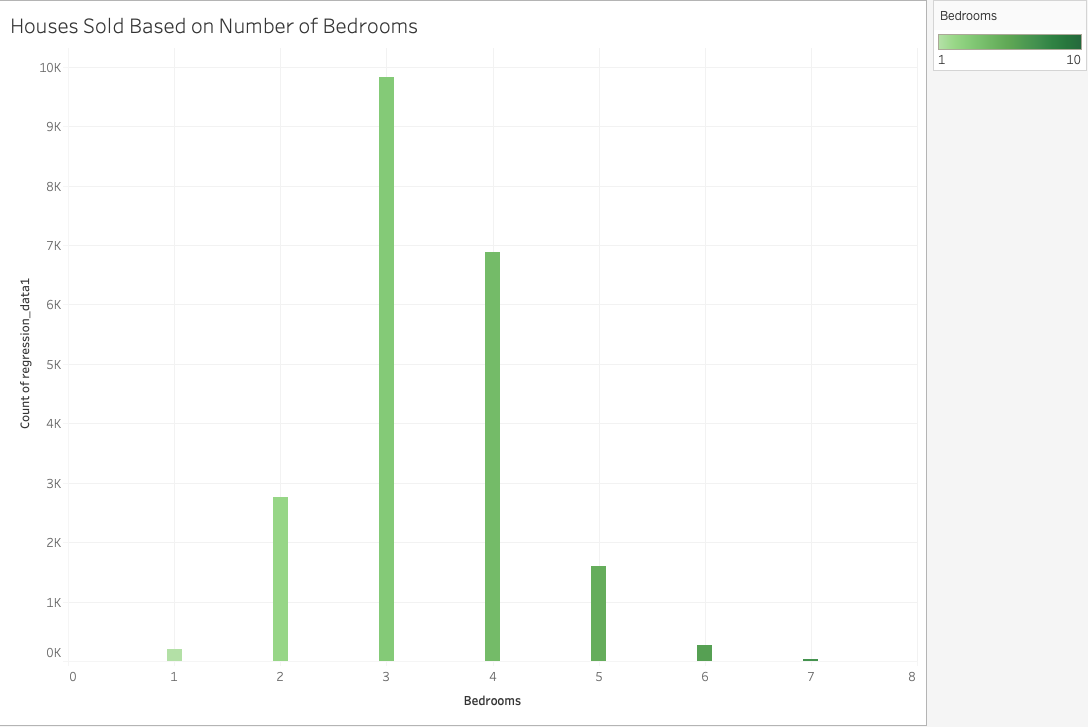 Houses Sold Based on Number of Bedrooms
Bedrooms
1 10
10K
9K
8K
7K
6K
5K
4K
3K
2K
1K
0K
Count of regression_data1
0 1 2 3 4 5 6 7 8
Bedrooms